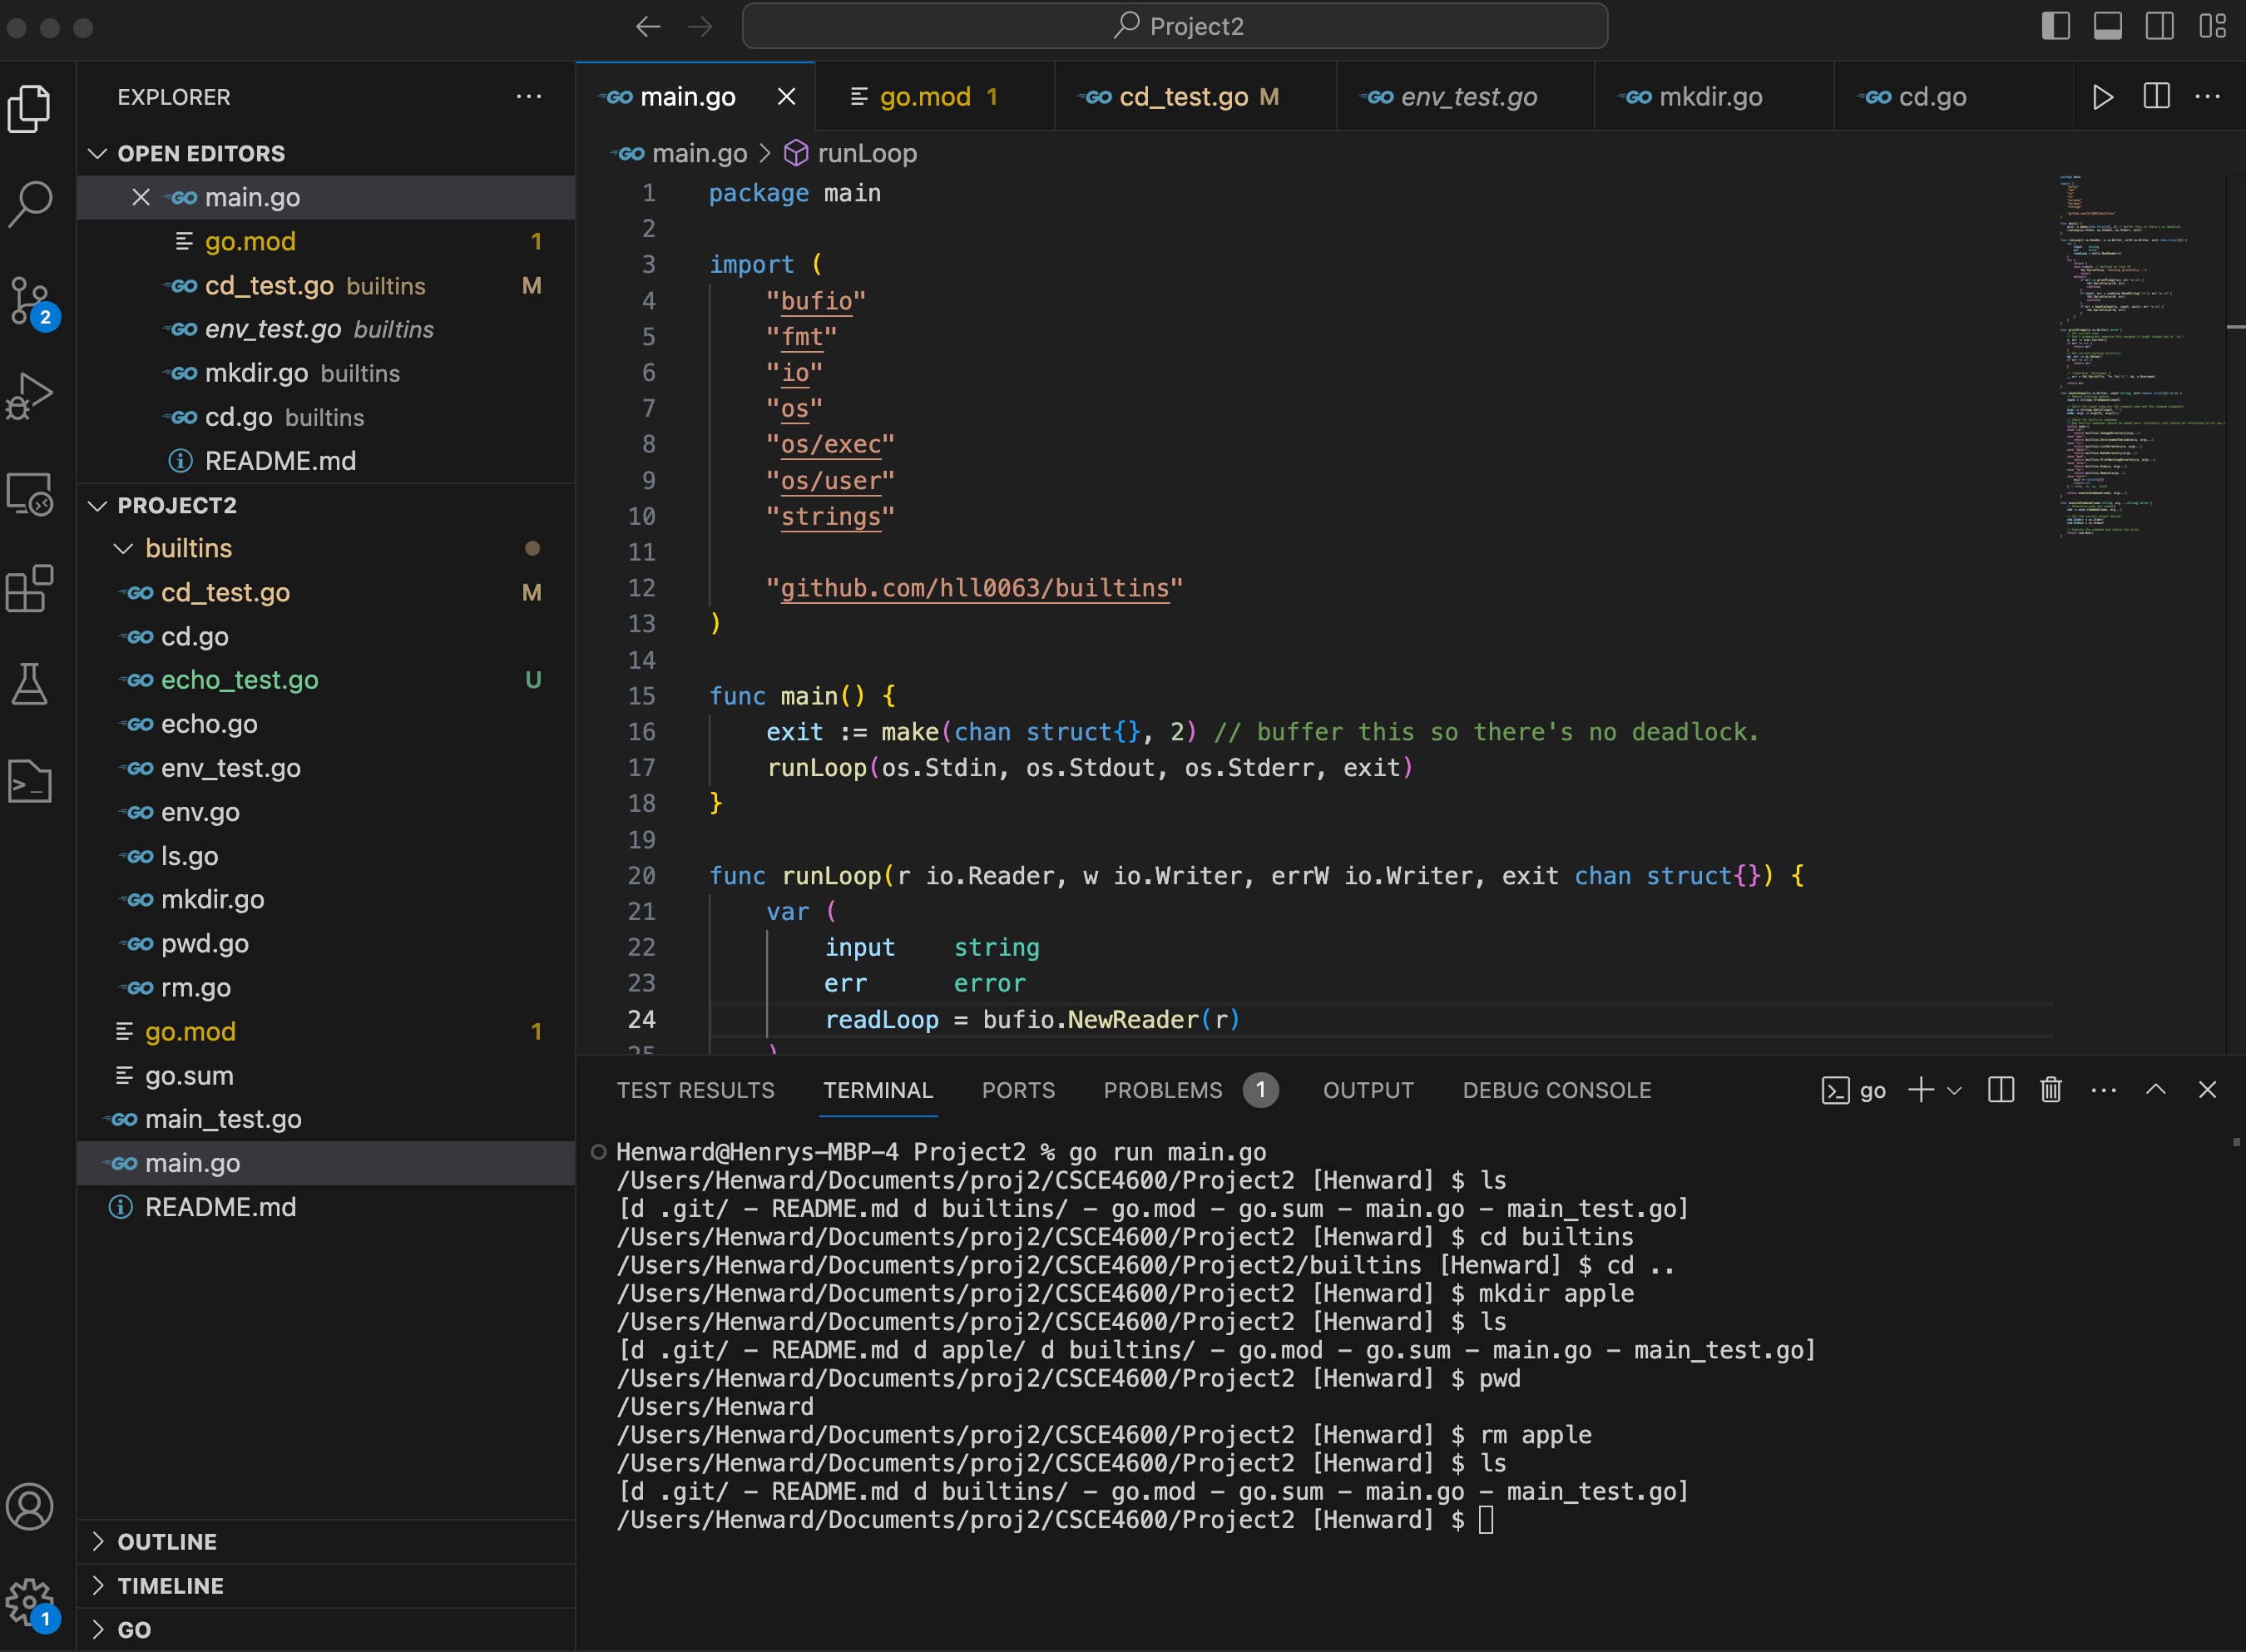 Project2
EXPLORER
OPEN EDITORS
main.go
go.mod 1
cd_test.go builtins M
env_test.go builtins
mkdir.go builtins
cd.go builtins
README.md
PROJECT2
builtins
cd_test.go M
cd.go
echo_test.go U
echo.go
env_test.go
env.go
ls.go
mkdir.go
pwd.go
rm.go
go.mod 1
go.sum
main_test.go
main.go
README.md
OUTLINE
TIMELINE
GO
2
1
main.go
go.mod 1
cd_test.go M
env_test.go
mkdir.go
cd.go
main.go > runLoop
1 package main
2
3 import (
4 "bufio"
5 "fmt"
6 "io"
7 "os"
8 "os/exec"
9 "os/user"
10 "strings"
11
12 "github.com/hll0063/builtins"
13 )
14
15 func main() {
16 exit := make(chan struct{}, 2) // buffer this so there's no deadlock.
17 runLoop(os.Stdin, os.Stdout, os.Stderr, exit)
18 }
19
20 func runLoop(r io.Reader, w io.Writer, errW io.Writer, exit chan struct{}) {
21 var (
22 input string
23 err error
24 readLoop = bufio.NewReader(r)
25 )
TEST RESULTS TERMINAL PORTS PROBLEMS 1 OUTPUT DEBUG CONSOLE
go
Henward@Henrys-MBP-4 Project2 % go run main.go
/Users/Henward/Documents/proj2/CSCE4600/Project2 [Henward] $ ls
[d .git/ - README.md d builtins/ - go.mod - go.sum - main.go - main_test.go]
/Users/Henward/Documents/proj2/CSCE4600/Project2 [Henward] $ cd builtins
/Users/Henward/Documents/proj2/CSCE4600/Project2/builtins [Henward] $ cd ..
/Users/Henward/Documents/proj2/CSCE4600/Project2 [Henward] $ mkdir apple
/Users/Henward/Documents/proj2/CSCE4600/Project2 [Henward] $ ls
[d .git/ - README.md d apple/ d builtins/ - go.mod - go.sum - main.go - main_test.go]
/Users/Henward/Documents/proj2/CSCE4600/Project2 [Henward] $ pwd
/Users/Henward
/Users/Henward/Documents/proj2/CSCE4600/Project2 [Henward] $ rm apple
/Users/Henward/Documents/proj2/CSCE4600/Project2 [Henward] $ ls
[d .git/ - README.md d builtins/ - go.mod - go.sum - main.go - main_test.go]
/Users/Henward/Documents/proj2/CSCE4600/Project2 [Henward] $